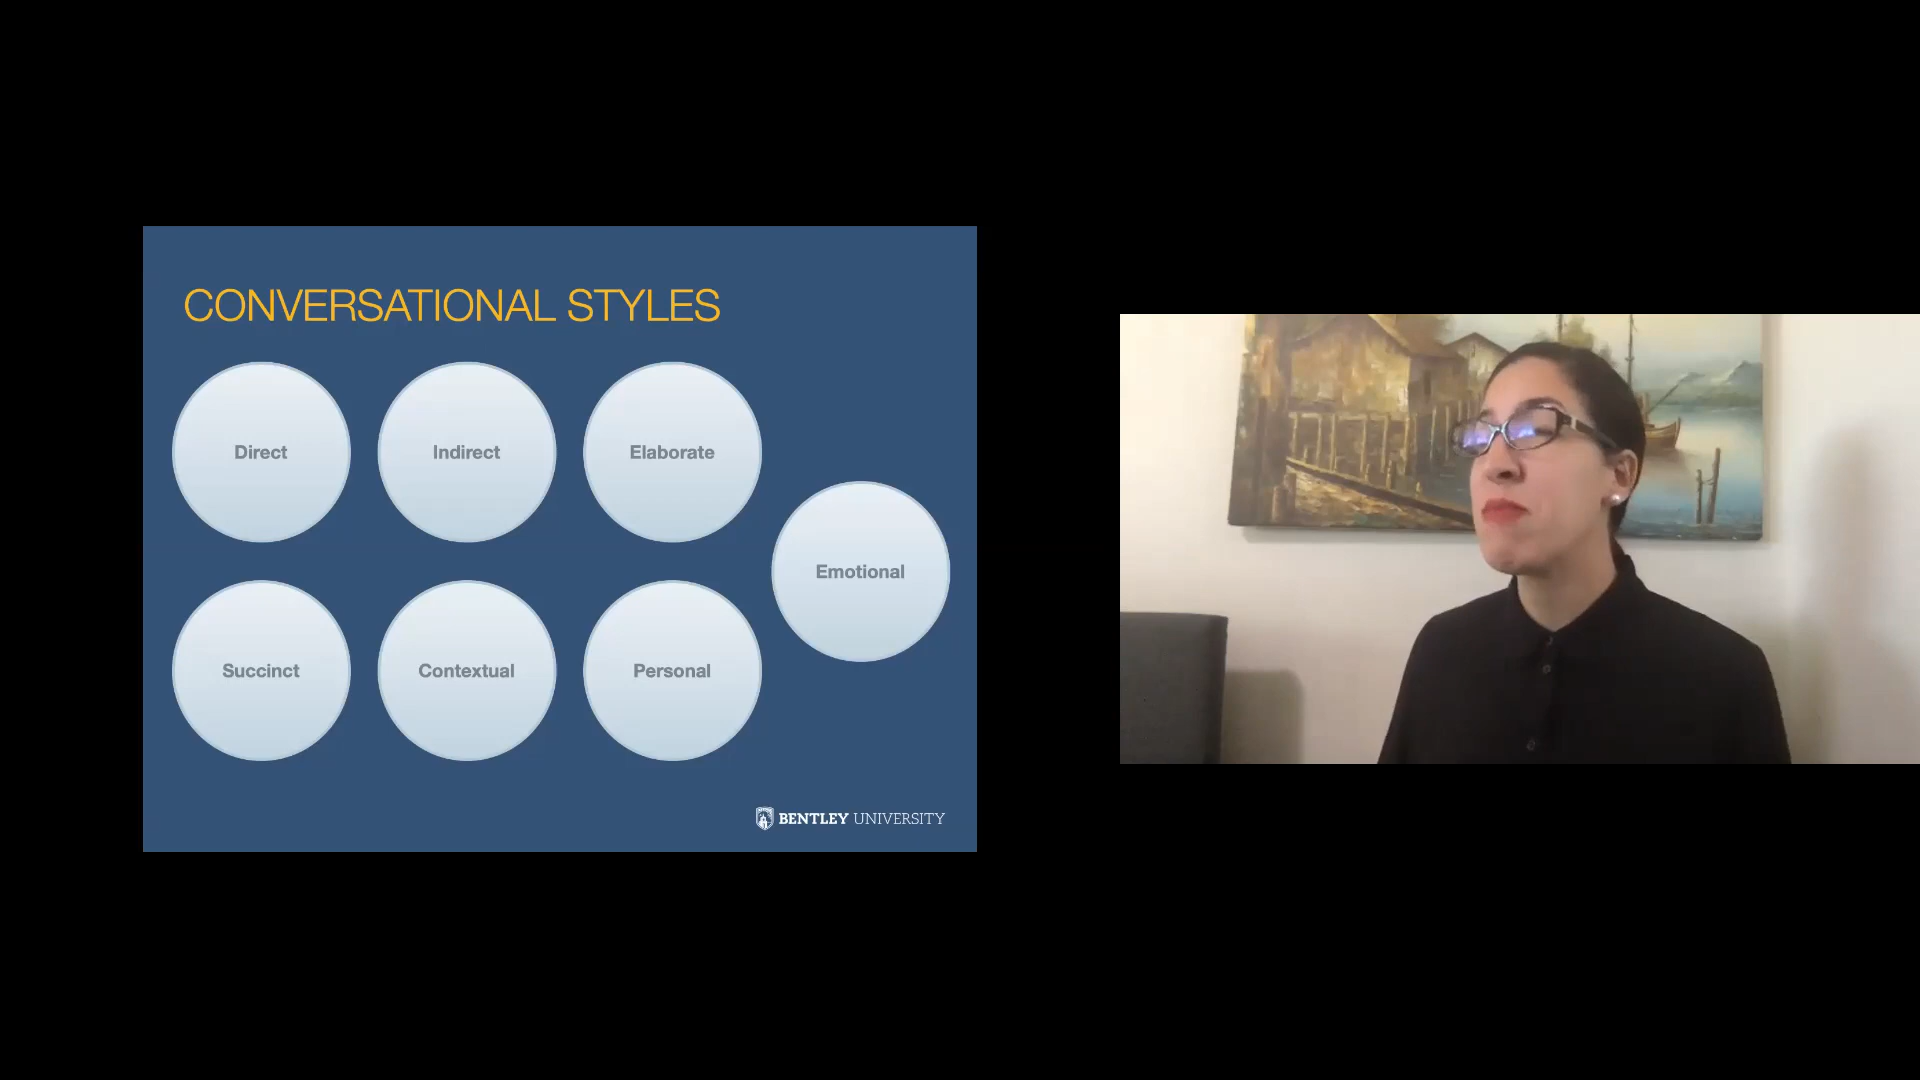 CONVERSATIONAL STYLES
Direct
Indirect
Elaborate
Emotional
Succinct
Contextual
Personal
BENTLEY UNIVERSITY